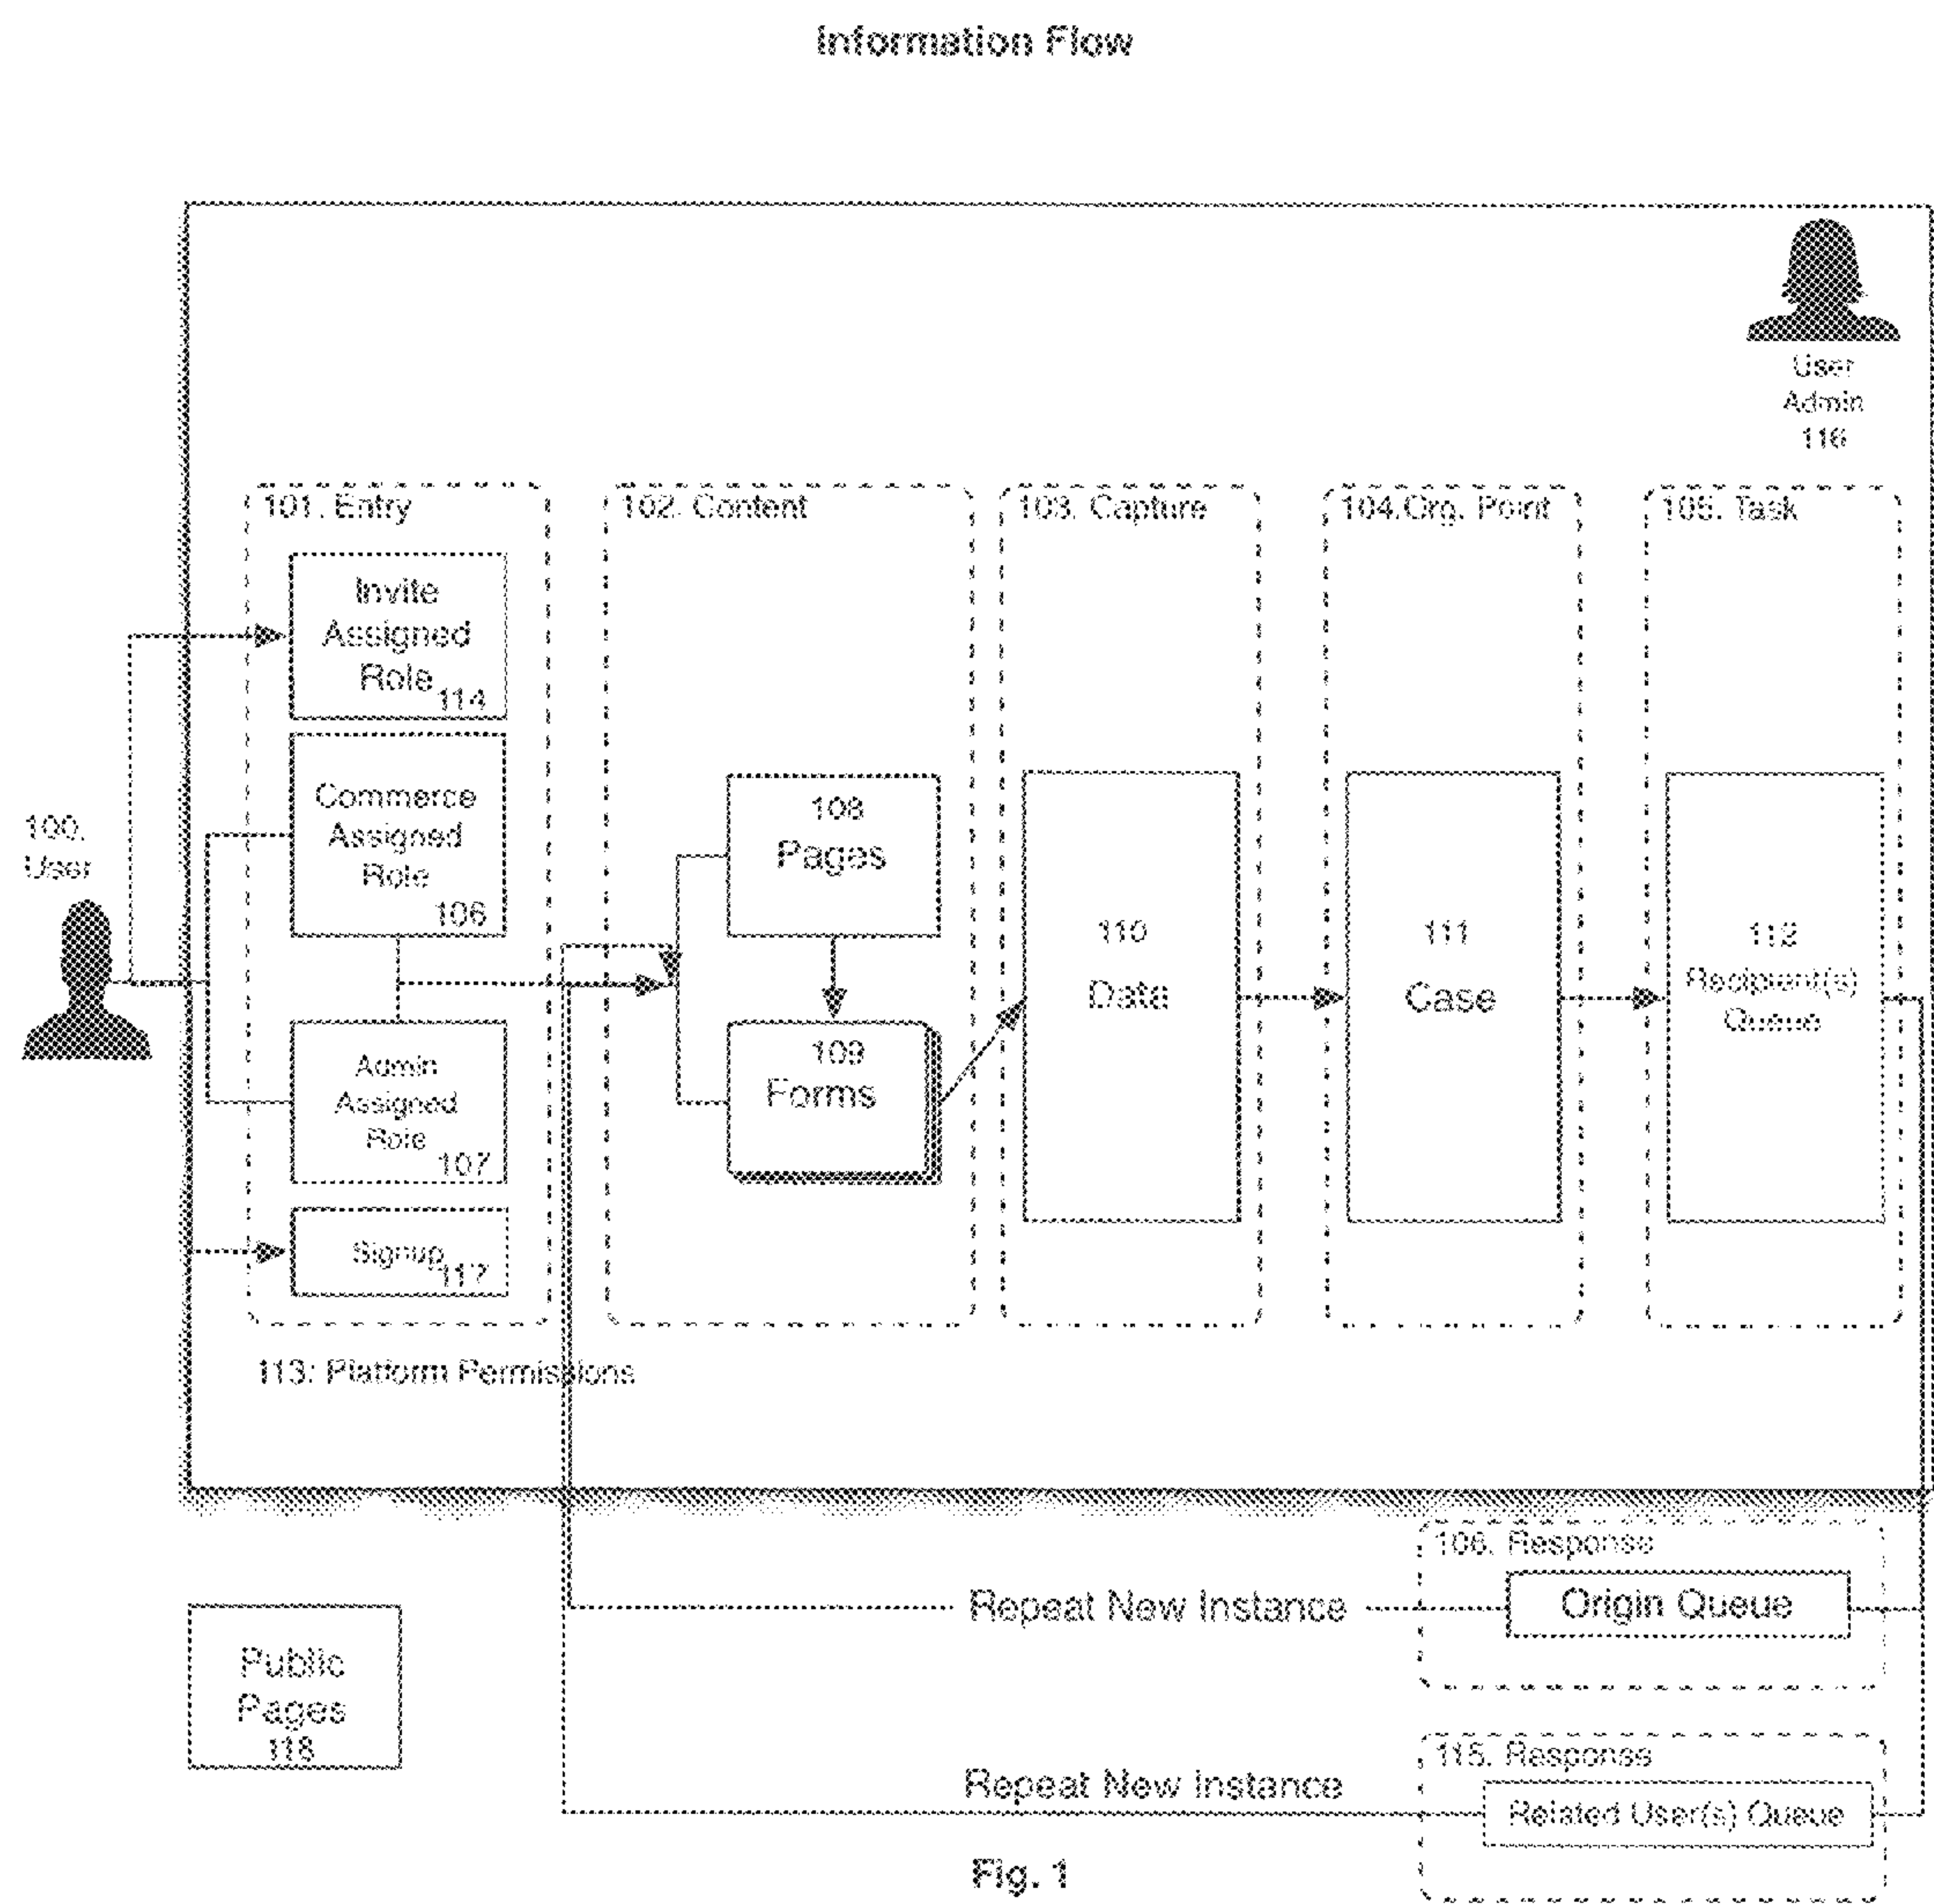 Information Flow
User
Admin
116
101. Entry
102. Content
103. Capture
104.Org. Point
105. Task
Invite
Assigned
Role
114
Commerce
Assigned
Role
106
100.
User
108
Pages
110
Data
111
Case
112
Recipient(s)
Queue
109
Forms
Admin
Assigned
Role
107
Signup
117
113: Platform Permissions
106. Response
Repeat New Instance
Origin Queue
Public
Pages
118
115. Response
Repeat New Instance
Related User(s) Queue
Fig. 1